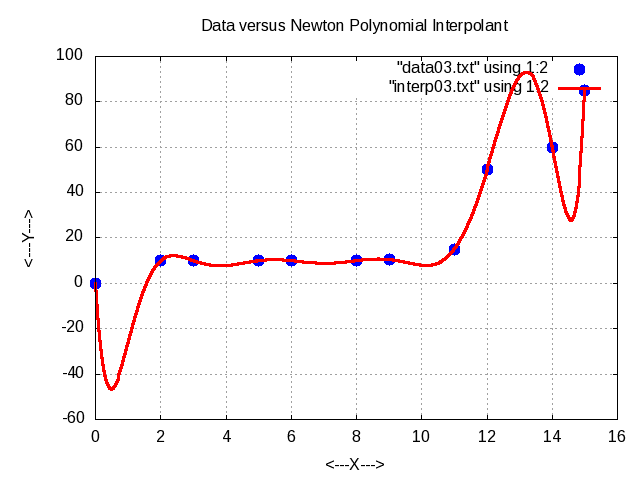 Data versus Newton Polynomial Interpolant
100
80
60
40
20
0
-20
-40
-60
0 2 4 6 8 10 12 14 16
"data03.txt" using 1:2
"interp03.txt" using 1:2
<---Y--->
<---X--->